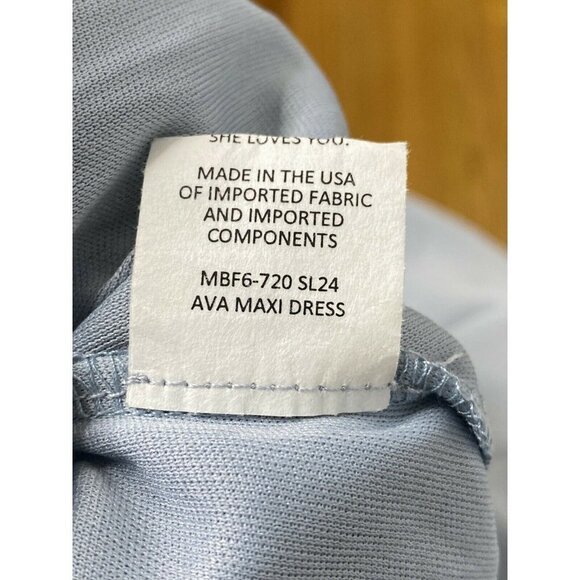 SHE LOVES YOU.
MADE IN THE USA
OF IMPORTED FABRIC
AND IMPORTED
COMPONENTS
MBF6-720 SL24
AVA MAXI DRESS